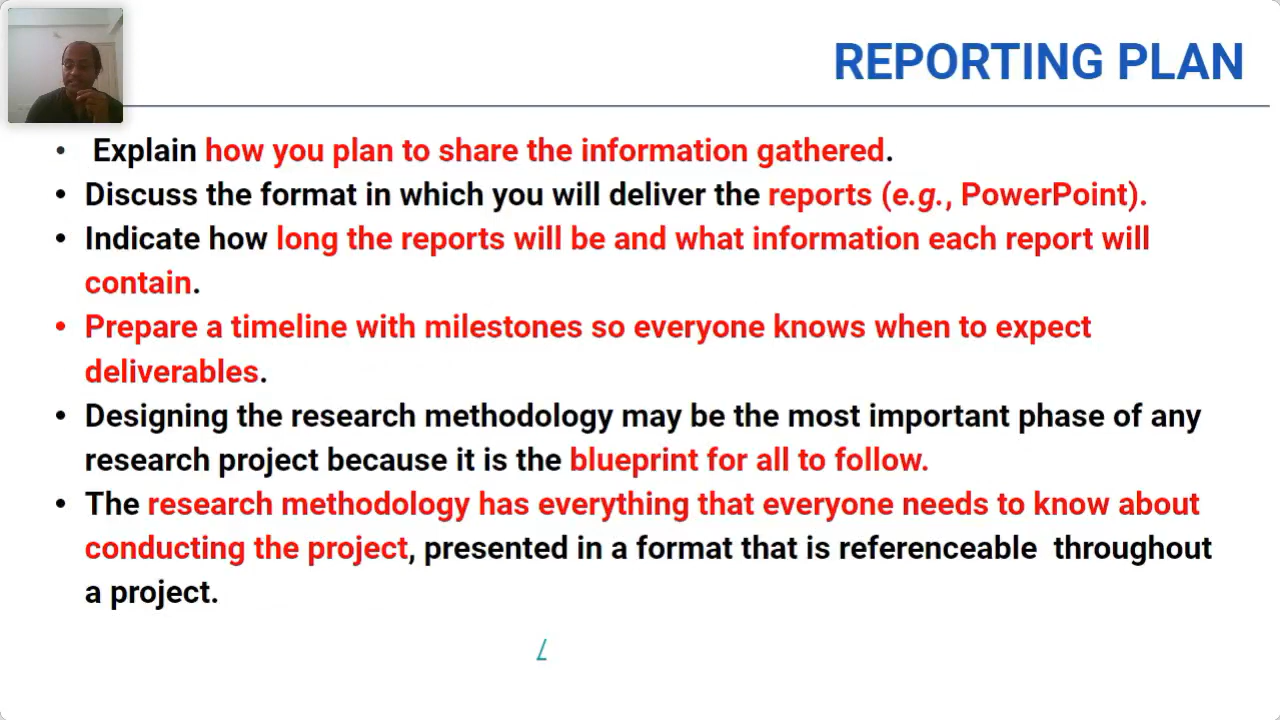 REPORTING PLAN
• Explain how you plan to share the information gathered.
• Discuss the format in which you will deliver the reports (e.g., PowerPoint).
• Indicate how long the reports will be and what information each report will
contain.
• Prepare a timeline with milestones so everyone knows when to expect
deliverables.
• Designing the research methodology may be the most important phase of any
research project because it is the blueprint for all to follow.
• The research methodology has everything that everyone needs to know about
conducting the project, presented in a format that is referenceable throughout
a project.